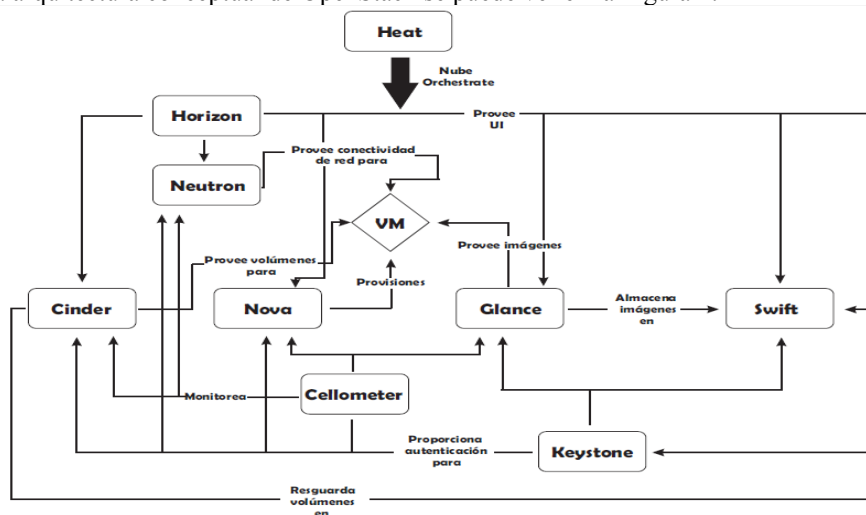 Heat
Nube
Orchestrate
Horizon
Provee
UI
Provee conectividad
de red para
Neutron
VM
Provee imágenes
Provee volúmenes
para
Provisiones
Cinder
Nova
Glance
Almacena
imágenes
en
Swift
Monitorea
Cellometer
Proporciona
autenticación
para
Keystone
Resguarda
volúmenes
en